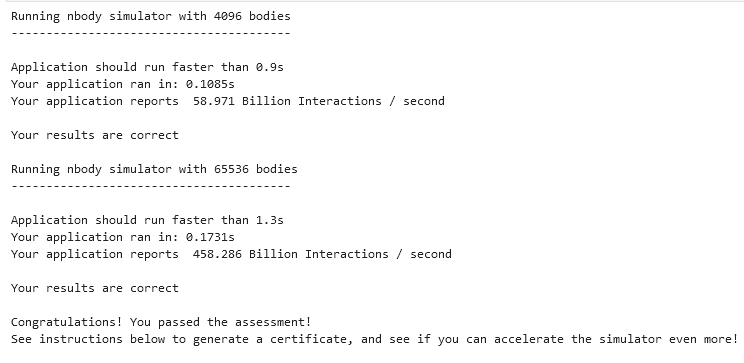 Running nbody simulator with 4096 bodies
----------------------------------------
Application should run faster than 0.9s
Your application ran in: 0.1085s
Your application reports  58.971 Billion Interactions / second
Your results are correct
Running nbody simulator with 65536 bodies
----------------------------------------
Application should run faster than 1.3s
Your application ran in: 0.1731s
Your application reports  458.286 Billion Interactions / second
Your results are correct
Congratulations! You passed the assessment!
See instructions below to generate a certificate, and see if you can accelerate the simulator even more!